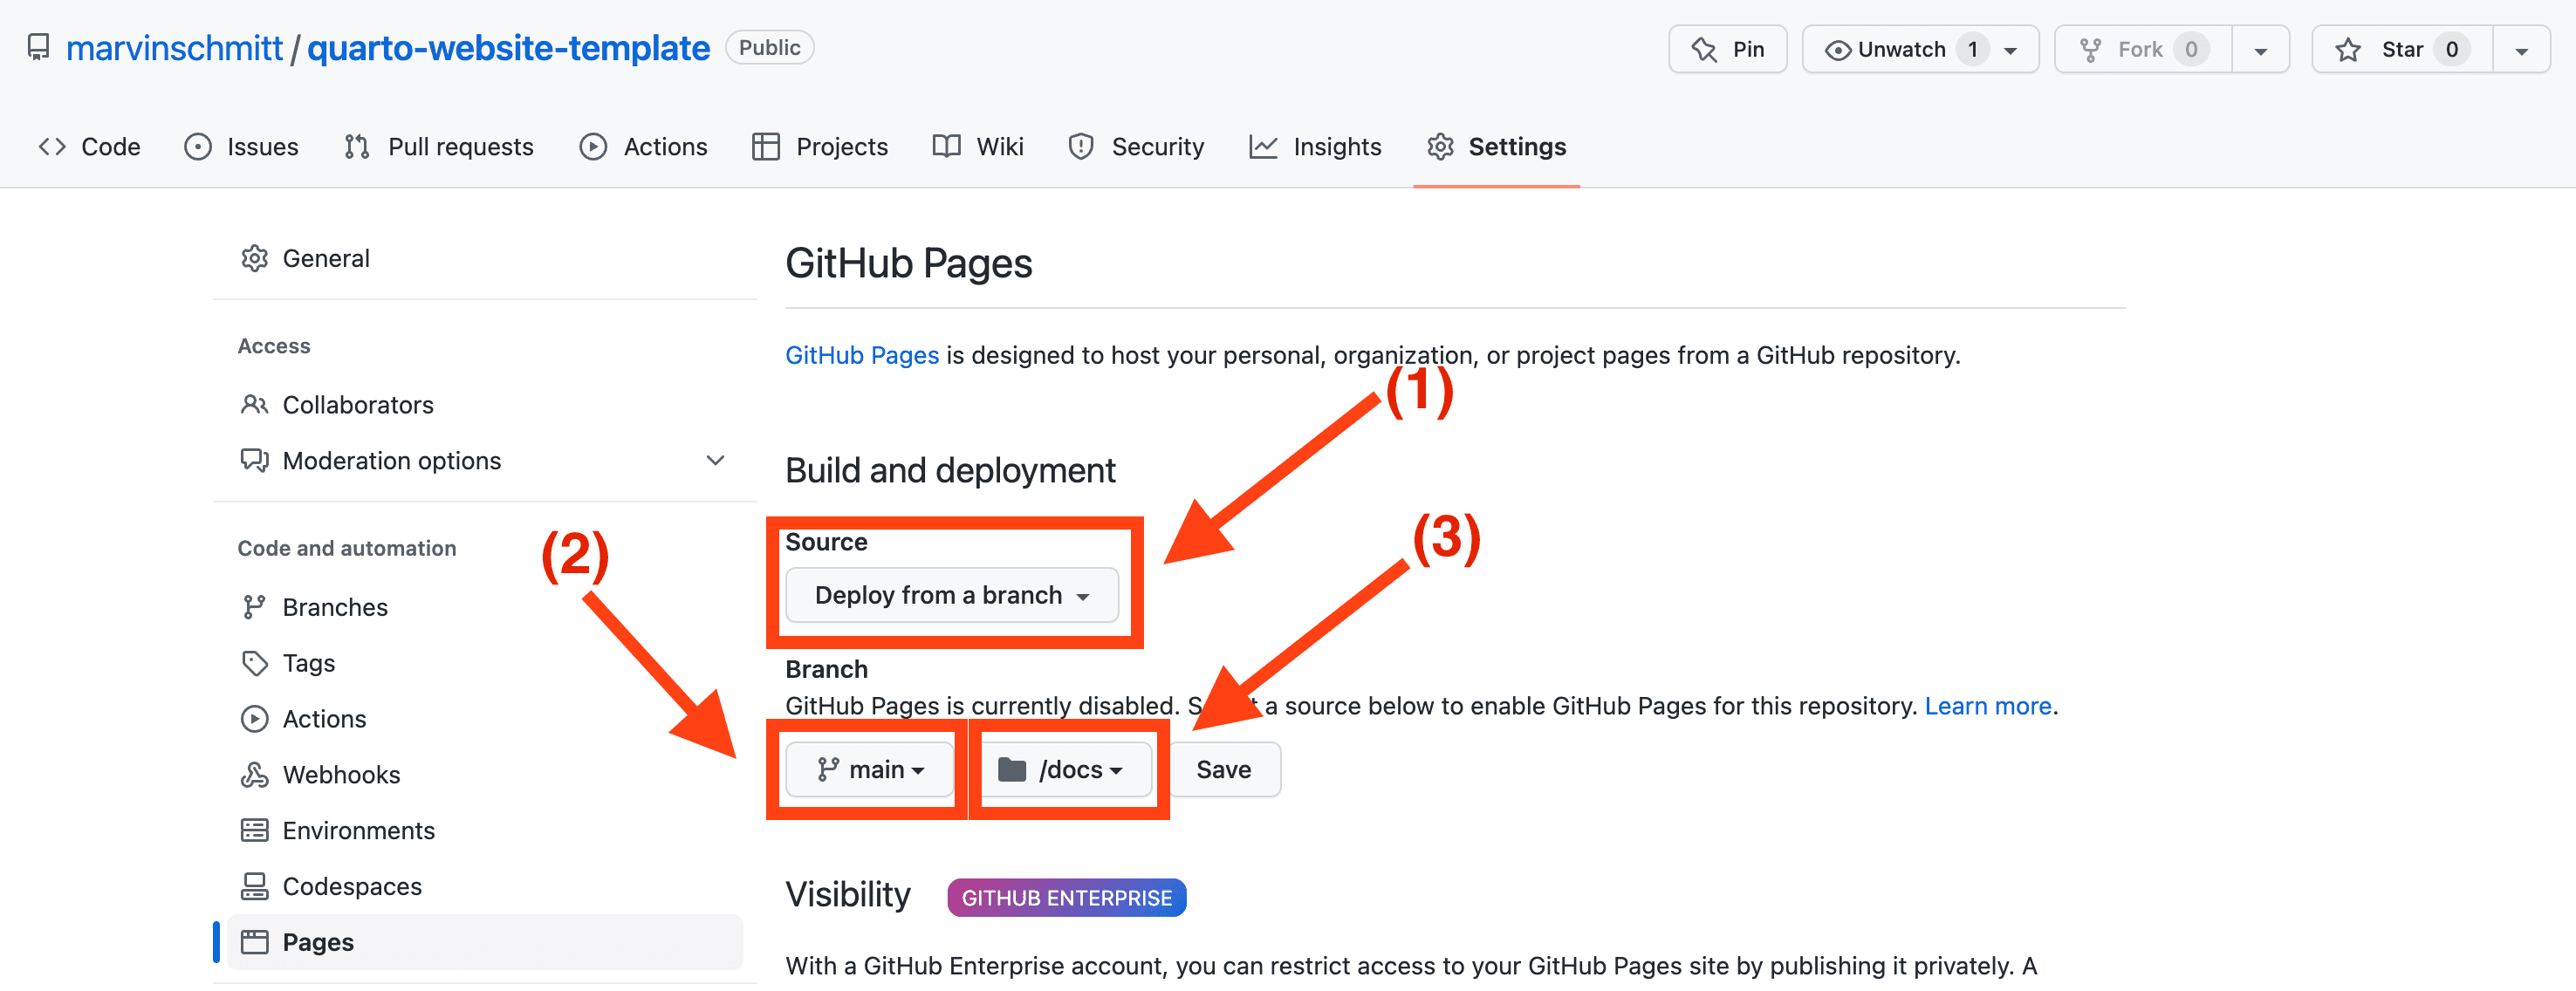 marvinschmitt / quarto-website-template Public
Pin Unwatch 1 Fork 0 Star 0
Code Issues Pull requests Actions Projects Wiki Security Insights Settings
General
Access
Collaborators
Moderation options
Code and automation
Branches
Tags
Actions
Webhooks
Environments
Codespaces
Pages
GitHub Pages
GitHub Pages is designed to host your personal, organization, or project pages from a GitHub repository.
(1)
Build and deployment
(2)
(3)
Source
Deploy from a branch
Branch
GitHub Pages is currently disabled. S t a source below to enable GitHub Pages for this repository. Learn more.
main /docs Save
Visibility GITHUB ENTERPRISE
With a GitHub Enterprise account, you can restrict access to your GitHub Pages site by publishing it privately. A